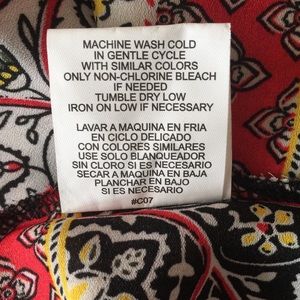 MACHINE WASH COLD
IN GENTLE CYCLE
WITH SIMILAR COLORS
ONLY NON-CHLORINE BLEACH
IF NEEDED
TUMBLE DRY LOW
IRON ON LOW IF NECESSARY
LAVAR A MAQUINA EN FRIA
EN CICLO DELICADO
CON COLORES SIMILARES
USE SOLO BLANQUEADOR
SIN CLORO SI ES NECESARIO
SECAR A MAQUINA EN BAJO
PLANCHAR EN BAJO
SI ES NECESARIO
#C07